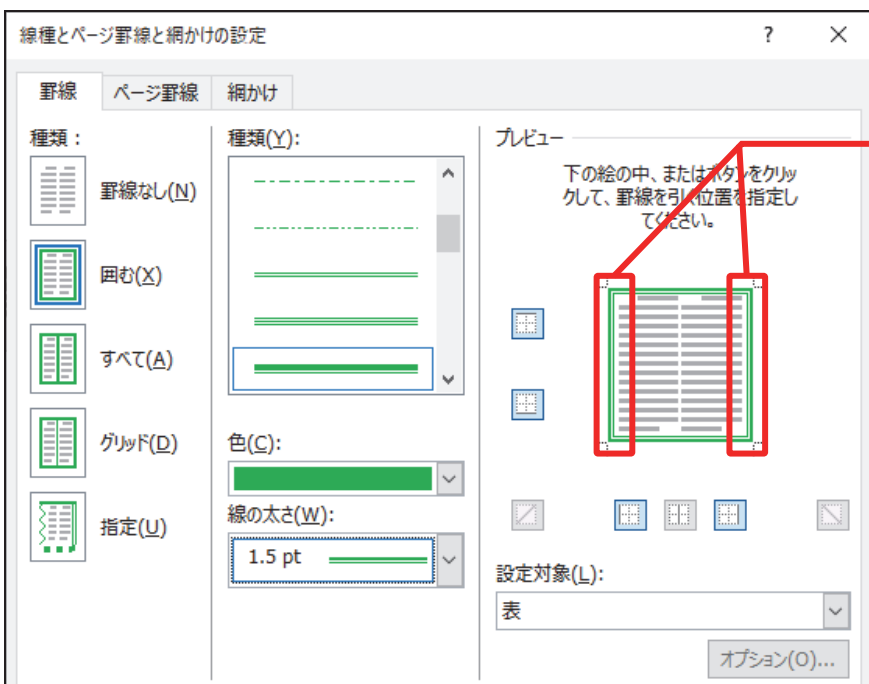 線種とページ罫線と網かけの設定
?
罫線
ページ罫線
網かけ
種類：
罫線なし(N)
囲む(X)
すべて(A)
グリッド(D)
指定(U)
種類(Y):
色(C):
線の太さ(W):
1.5 pt
プレビュー
下の絵の中、またはボタンをクリッ
クして、罫線を引く位置を指定し
てください。
設定対象(L):
表
オプション(O)...